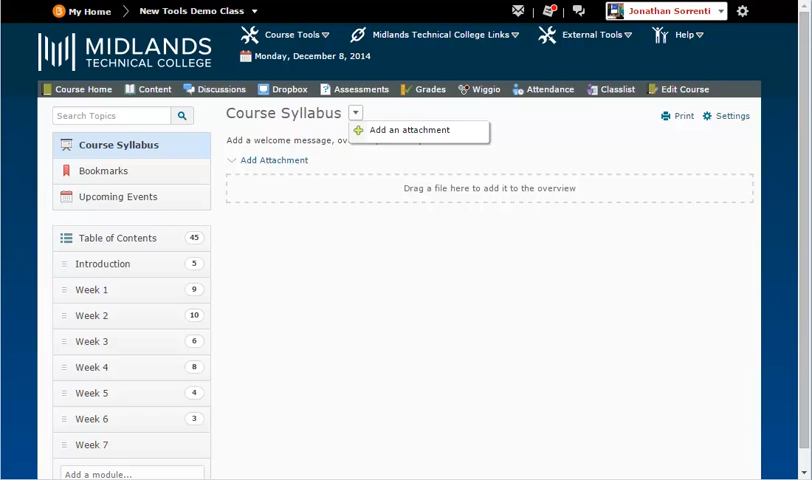 My Home
New Tools Demo Class
Jonathan Sorrenti
MIDLANDS
TECHNICAL COLLEGE
Course Tools
Midlands Technical College Links
External Tools
Help
Monday, December 8, 2014
Course Home
Content
Discussions
Dropbox
Assessments
Grades
Wiggio
Attendance
Classlist
Edit Course
Search Topics
Course Syllabus
Print
Settings
Add an attachment
Add a welcome message, ov
Add Attachment
Drag a file here to add it to the overview
Course Syllabus
Bookmarks
Upcoming Events
Table of Contents 45
Introduction 5
Week 1 9
Week 2 10
Week 3 6
Week 4 8
Week 5 4
Week 6 3
Week 7
Add a module...